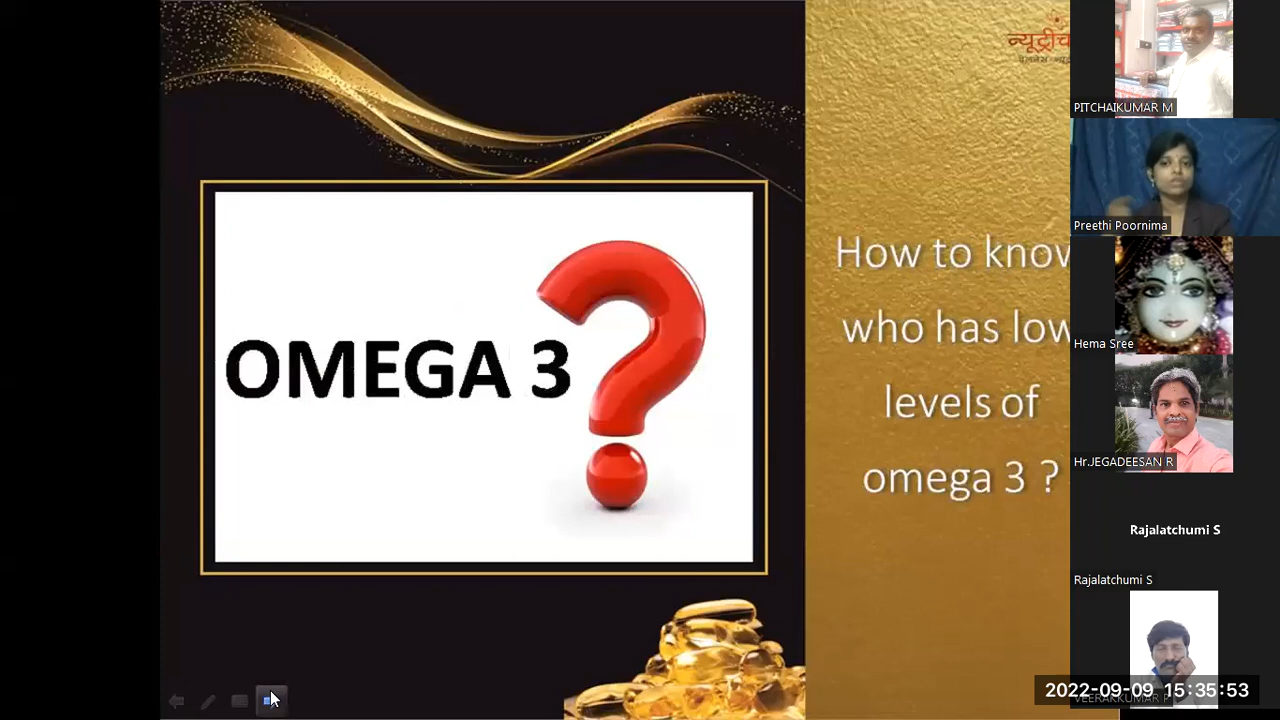 न्यूट्रीच
OMEGA 3
How to know
who has low
levels of
omega 3 ?
PITCHAIKUMAR M
Preethi Poornima
Hema Sree
Hr.JEGADEESAN R
Rajalatchumi S
Rajalatchumi S
VEERAKKUMAR P
2022-09-09 15:35:53